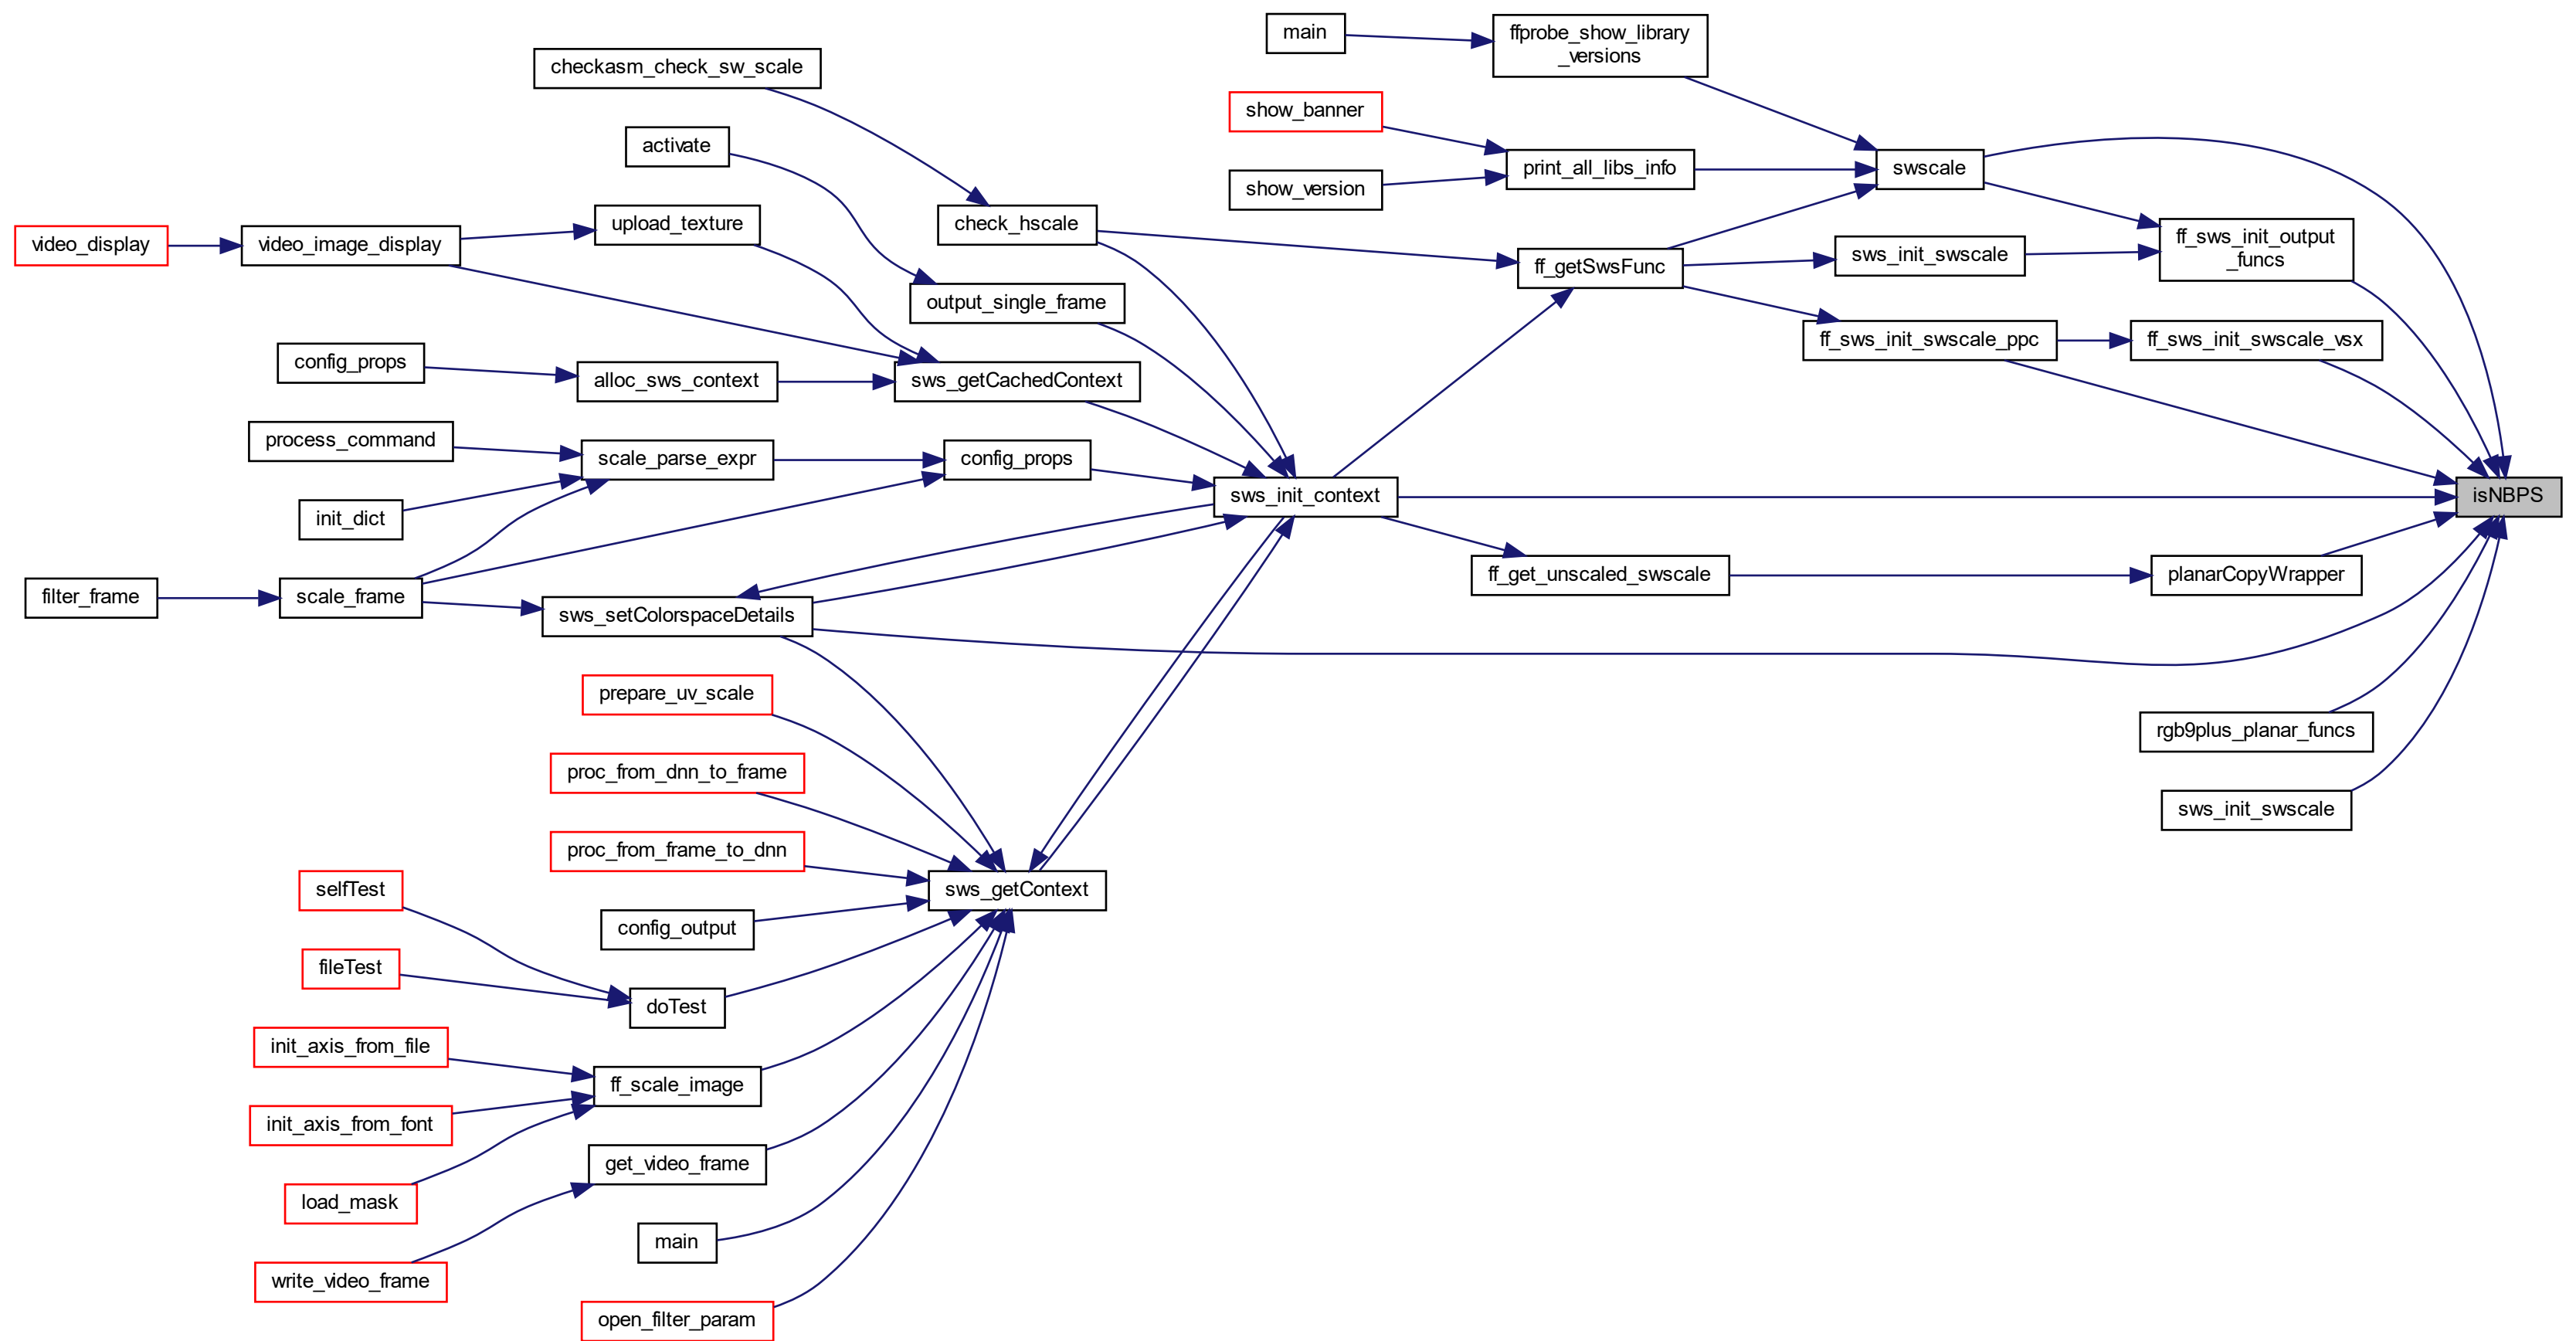 main
ffprobe_show_library
_versions
checkasm_check_sw_scale
show_banner
activate
print_all_libs_info
swscale
show_version
upload_texture
check_hscale
video_display
video_image_display
ff_sws_init_output
_funcs
sws_init_swscale
ff_getSwsFunc
output_single_frame
ff_sws_init_swscale_ppc
ff_sws_init_swscale_vsx
config_props
alloc_sws_context
sws_getCachedContext
process_command
scale_parse_expr
config_props
sws_init_context
isNBPS
init_dict
ff_get_unscaled_swscale
planarCopyWrapper
filter_frame
scale_frame
sws_setColorspaceDetails
prepare_uv_scale
rgb9plus_planar_funcs
proc_from_dnn_to_frame
sws_init_swscale
proc_from_frame_to_dnn
selfTest
sws_getContext
config_output
fileTest
doTest
init_axis_from_file
ff_scale_image
init_axis_from_font
get_video_frame
load_mask
main
write_video_frame
open_filter_param